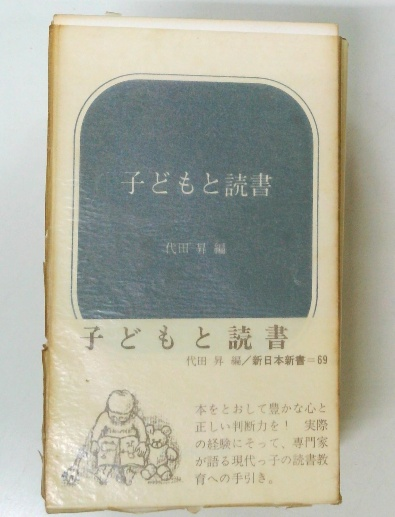 子どもと読書
代田 昇 編
子どもと読書
代田 昇 編/新日本新書=69
本をとおして豊かな心と
正しい判断力を! 実際
の経験にそって、専門家
が語る現代っ子の読書教
育への手引き。